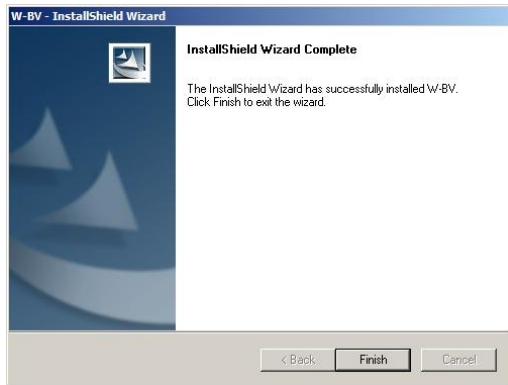 W-BV - InstallShield Wizard
InstallShield Wizard Complete
The InstallShield Wizard has successfully installed W-BV.
Click Finish to exit the wizard.
< Back
Finish
Cancel